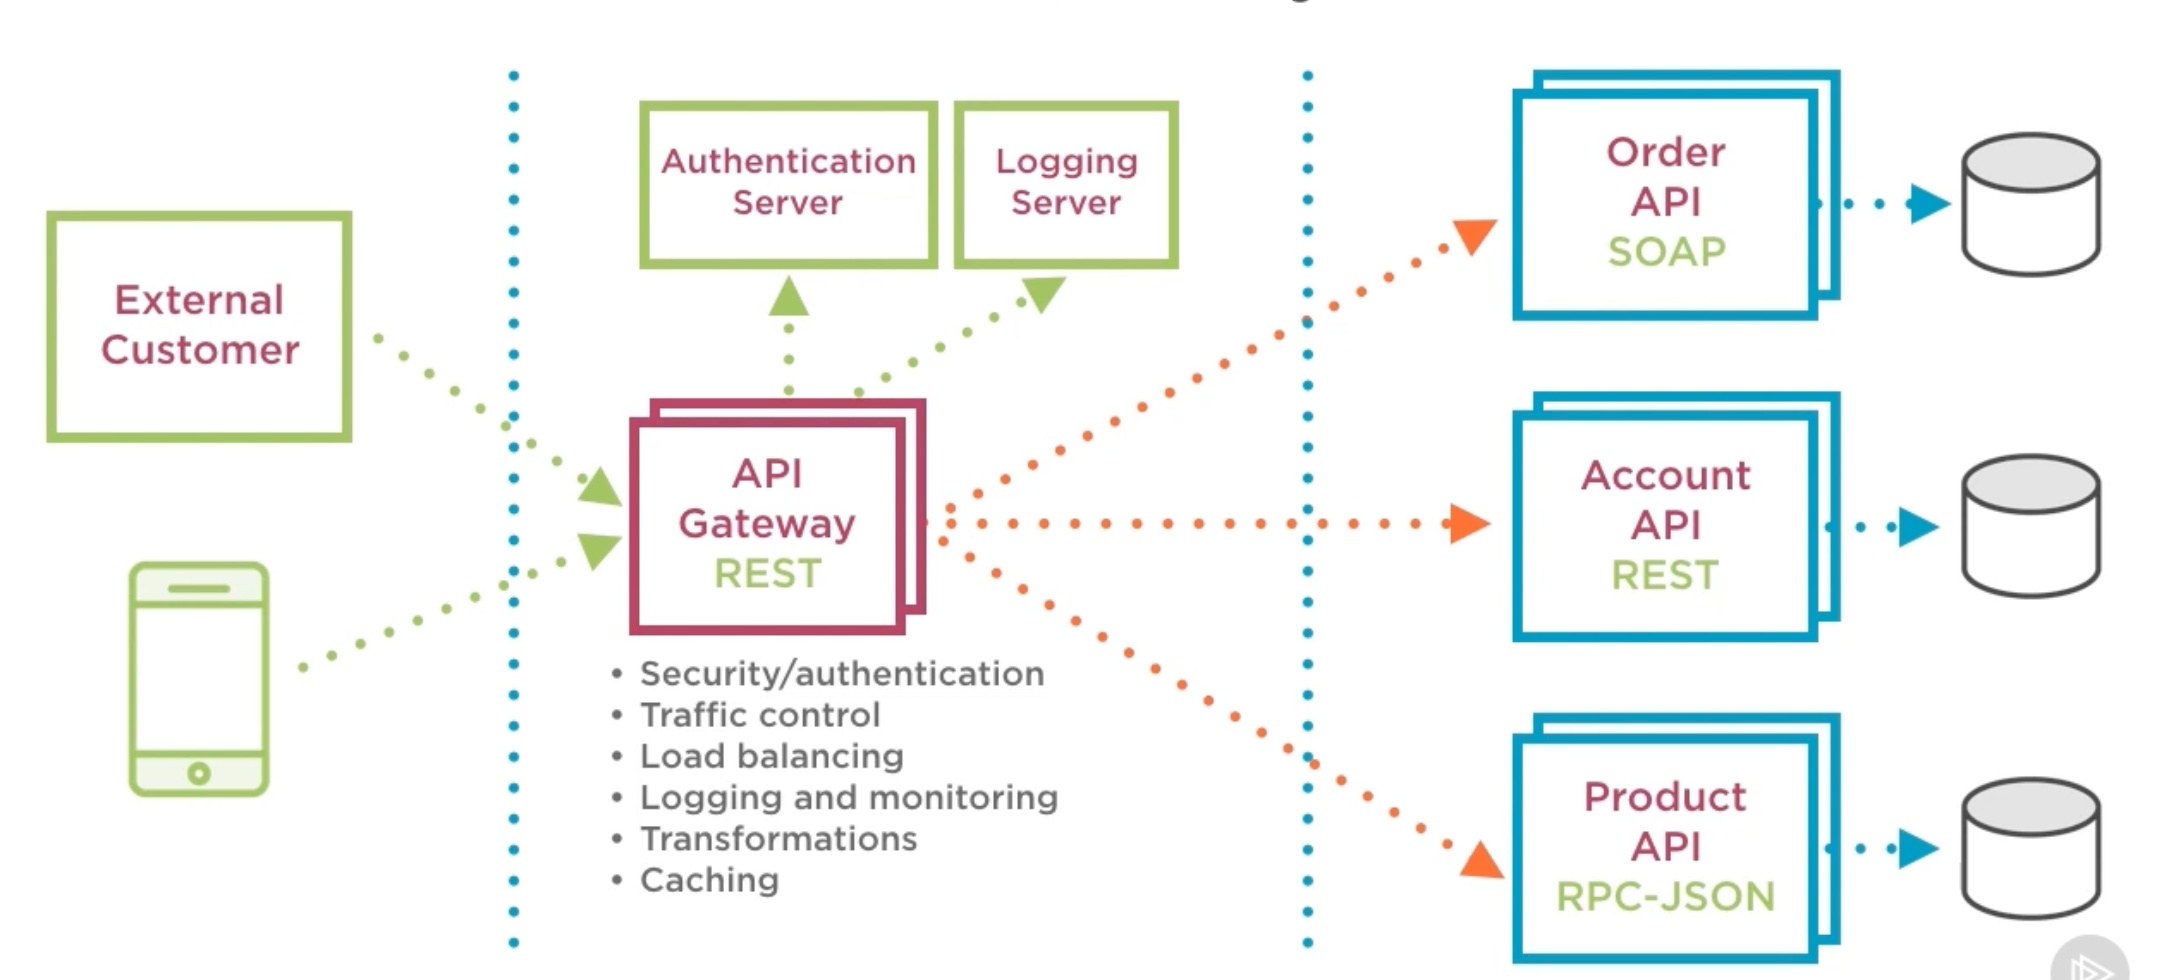 External
Customer
Authentication
Server
Logging
Server
API
Gateway
REST
• Security/authentication
• Traffic control
• Load balancing
• Logging and monitoring
• Transformations
• Caching
Order
API
SOAP
Account
API
REST
Product
API
RPC-JSON